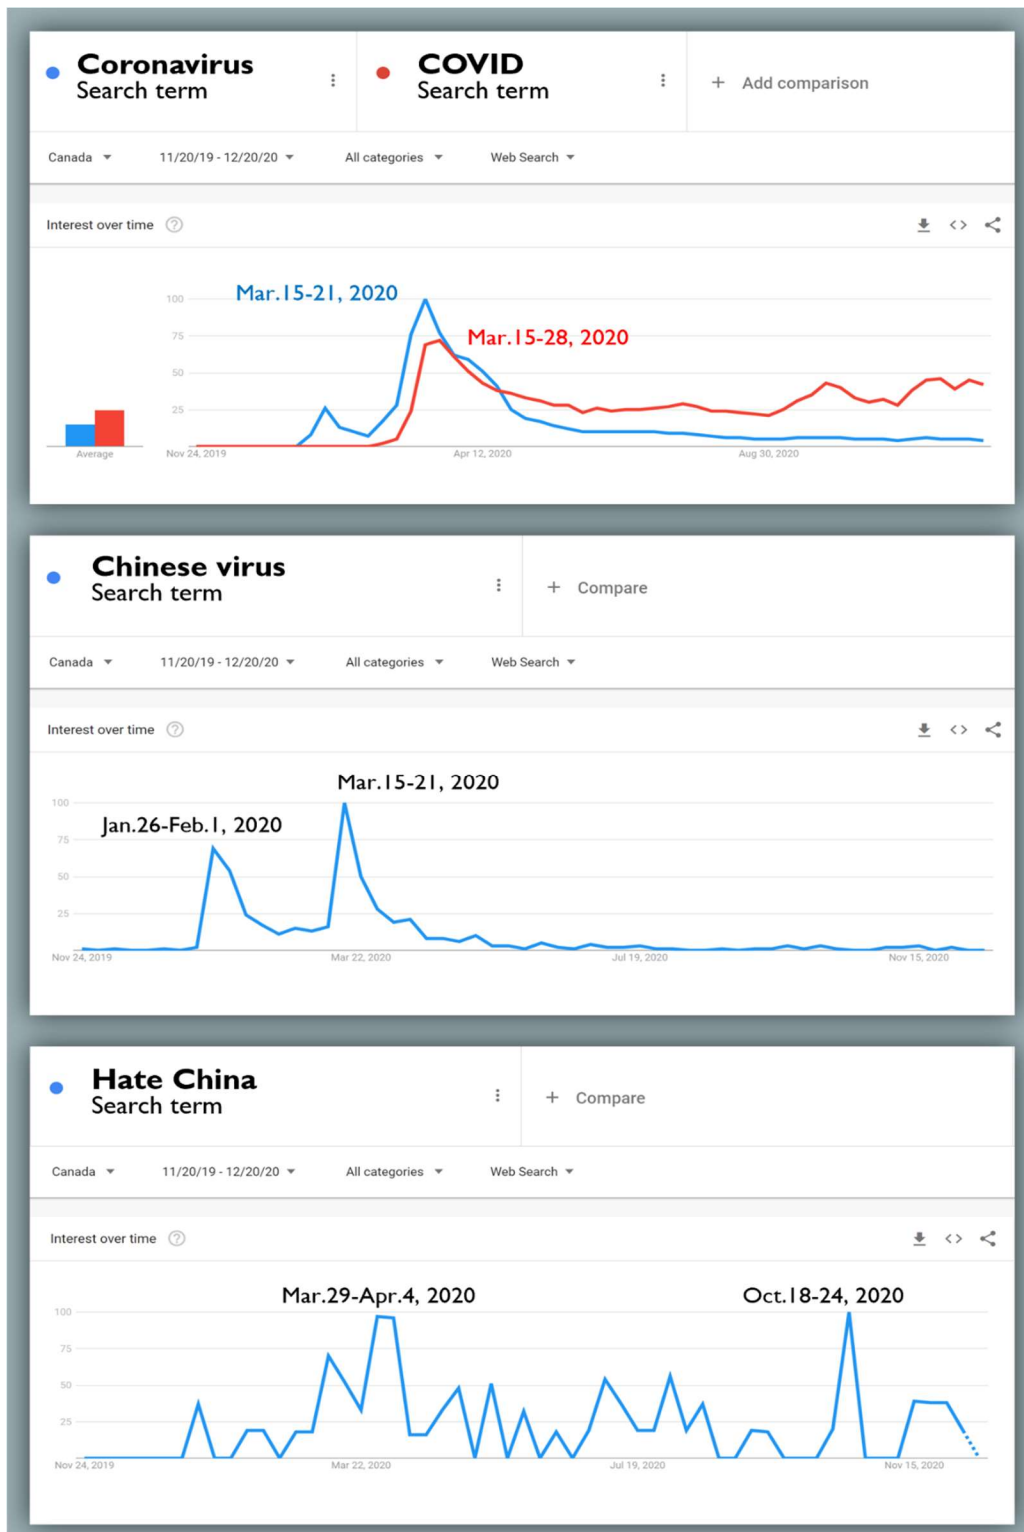 Coronavirus
Search term
COVID
Search term
+ Add comparison
Canada 11/20/19 - 12/20/20 All categories Web Search
Interest over time ?
Mar.15-21, 2020
Mar.15-28, 2020
100
75
50
25
Average
Nov 24, 2019 Apr 12, 2020 Aug 30, 2020
Chinese virus
Search term
+ Compare
Canada 11/20/19 - 12/20/20 All categories Web Search
Interest over time ?
Mar.15-21, 2020
Jan.26-Feb.1, 2020
100
75
50
25
Nov 24, 2019 Mar 22, 2020 Jul 19, 2020 Nov 15, 2020
Hate China
Search term
+ Compare
Canada 11/20/19 - 12/20/20 All categories Web Search
Interest over time ?
Mar.29-Apr.4, 2020 Oct.18-24, 2020
100
75
50
25
Nov 24, 2019 Mar 22, 2020 Jul 19, 2020 Nov 15, 2020